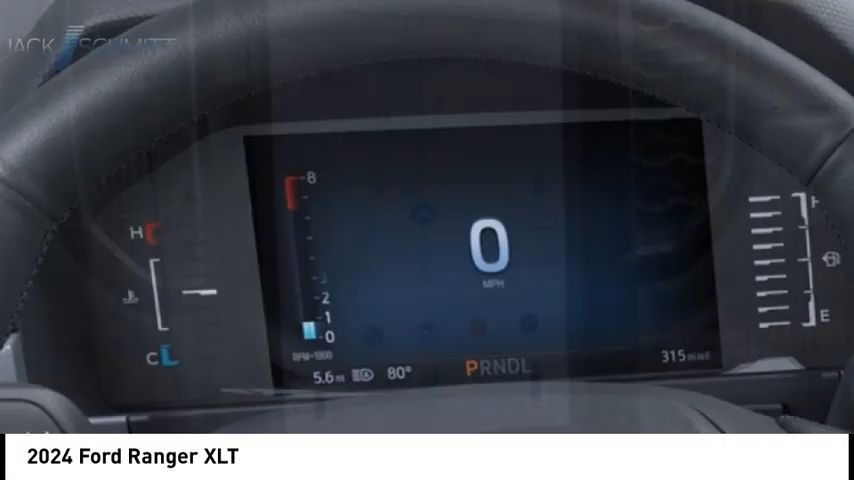 JACK SCHMITT
8
H
0
MPH
2
1
0
E
C
RPM×1000
5.6 mi
80°
PRNDL
315
2024 Ford Ranger XLT